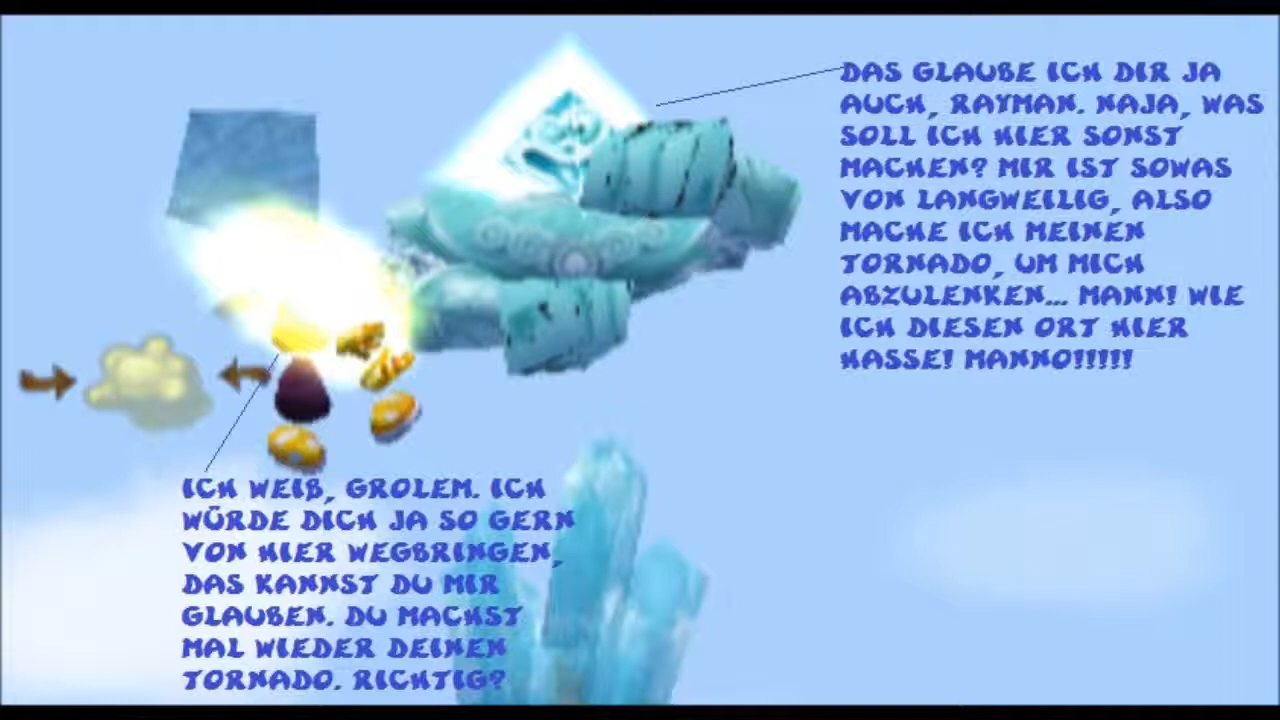 DAS GLAUBE ICH DIR JA
AUCH, RAYMAN. NAJA, WAS
SOLL ICH HIER SONST
MACHEN? MIR IST SOWAS
VON LANGWEILIG, ALSO
MACHE ICH MEINEN
TORNADO, UM MICH
ABZULENKEN... MANN! WIE
ICH DIESEN ORT HIER
HASSE! MANNO!!!!!
ICH WEIß, GROLEM. ICH
WÜRDE DICH JA SO GERN
VON HIER WEGBRINGEN,
DAS KANNST DU MIR
GLAUBEN. DU MACHST
MAL WIEDER DEINEN
TORNADO. RICHTIG?